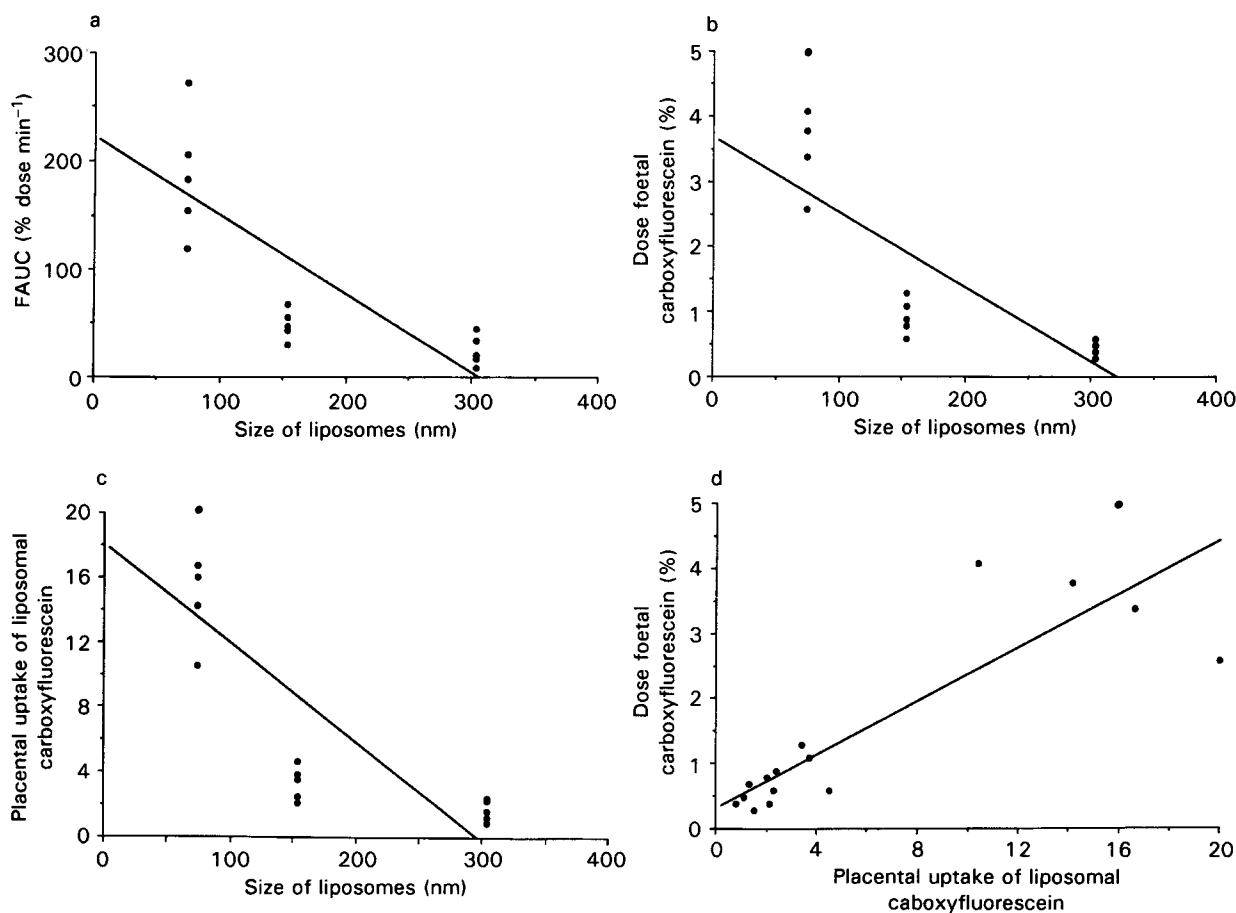 a
300
200
100
0
FAUC (% dose min⁻¹)
0 100 200 300 400
Size of liposomes (nm)
b
5
4
3
2
1
0
Dose foetal
carboxyfluorescein (%)
0 100 200 300 400
Size of liposomes (nm)
c
20
16
12
8
4
0
Placental uptake of liposomal
carboxyfluorescein
0 100 200 300 400
Size of liposomes (nm)
d
5
4
3
2
1
0
Dose foetal
carboxyfluorescein (%)
0 4 8 12 16 20
Placental uptake of liposomal
caboxyfluorescein